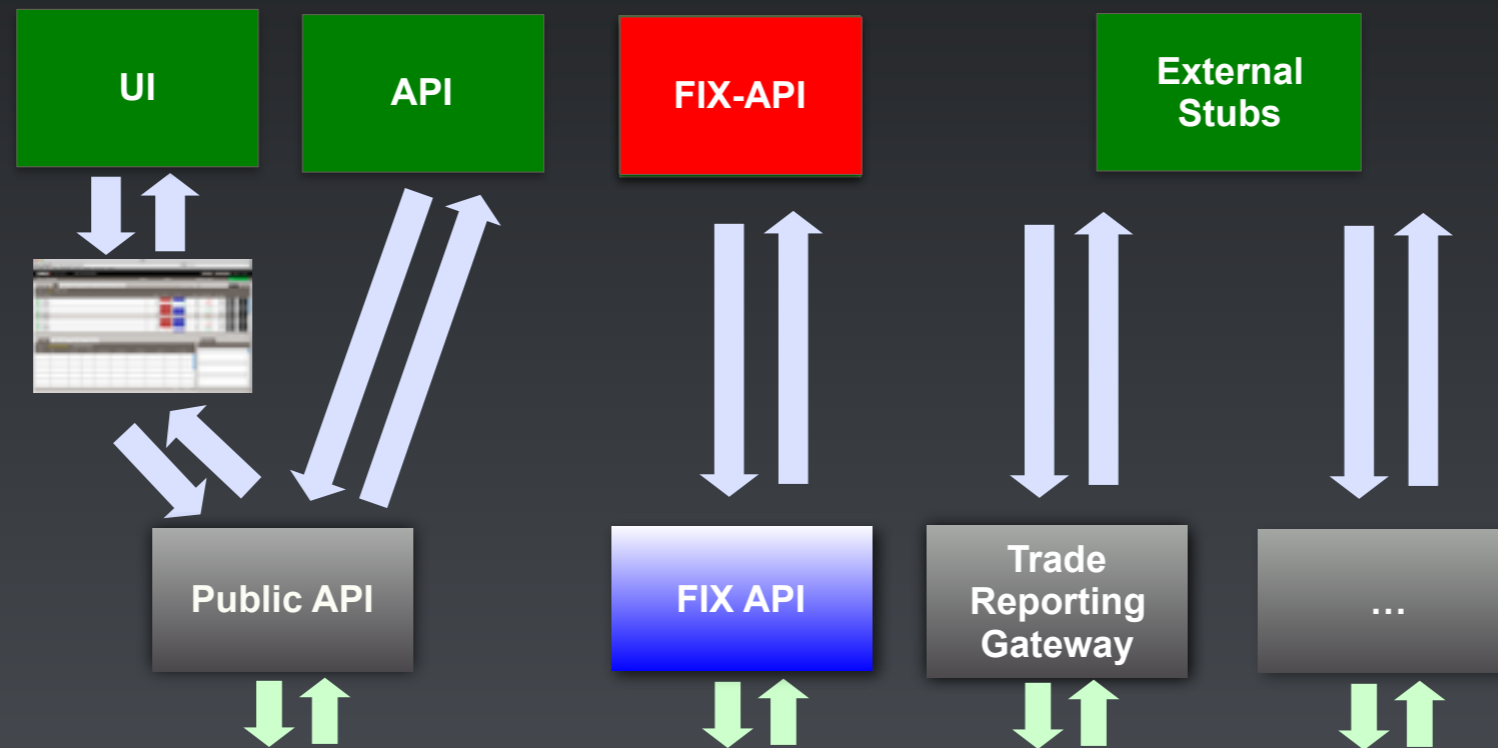 UI
API
FIX-API
External
Stubs
Public API
FIX API
Trade
Reporting
Gateway
...